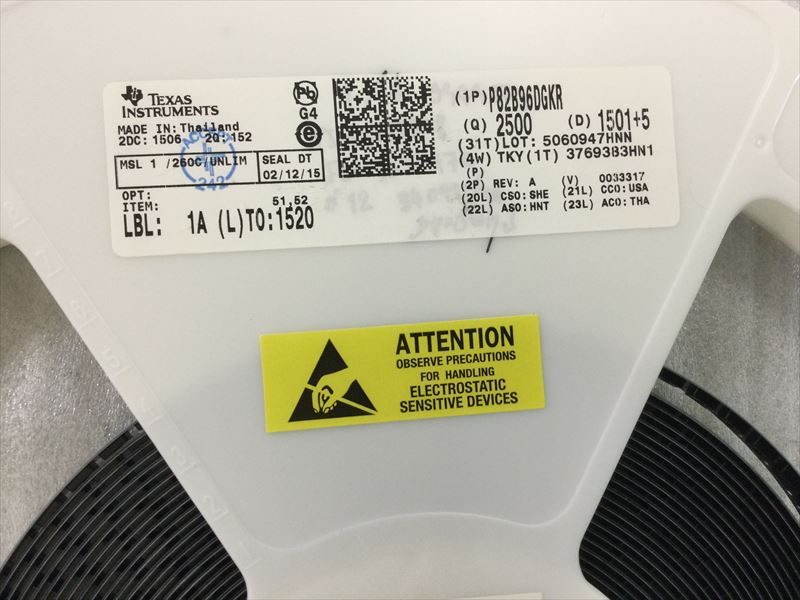 TEXAS
INSTRUMENTS
MADE IN: Thailand
2DC: 1506 2Q: 152
MSL 1 /260C/UNLIM
SEAL DT
02/12/15
OPT:
ITEM: 51,52
LBL: 1A (L)TO:1520
Pb
G4
e
242
(1P) P82B96DGKR
(Q) 2500 (D) 1501+5
(31T)LOT: 5060947HNN
(4W) TKY(1T) 3769383HN1
(P)
(2P) REV: A (V) 0033317
(20L) CSO:SHE (21L) CCO:USA
(22L) ASO:HNT (23L) ACO:THA
ATTENTION
OBSERVE PRECAUTIONS
FOR HANDLING
ELECTROSTATIC
SENSITIVE DEVICES